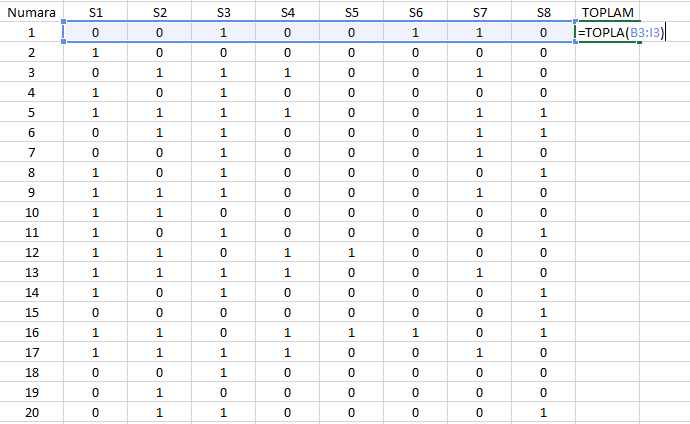 Numara S1 S2 S3 S4 S5 S6 S7 S8 TOPLAM
1 0 0 1 0 0 1 1 0 =TOPLA(B3:I3)
2 1 0 0 0 0 0 0 0
3 0 1 1 1 0 0 1 0
4 1 0 1 0 0 0 0 0
5 1 1 1 1 0 0 1 1
6 0 1 1 0 0 0 1 1
7 0 0 1 0 0 0 1 0
8 1 0 1 0 0 0 0 1
9 1 1 1 0 0 0 1 0
10 1 1 0 0 0 0 0 0
11 1 0 1 0 0 0 0 1
12 1 1 0 1 1 0 0 0
13 1 1 1 1 0 0 1 0
14 1 0 1 0 0 0 0 1
15 0 0 0 0 0 0 0 1
16 1 1 0 1 1 1 0 1
17 1 1 1 1 0 0 1 0
18 0 0 1 0 0 0 0 0
19 0 1 0 0 0 0 0 0
20 0 1 1 0 0 0 0 1